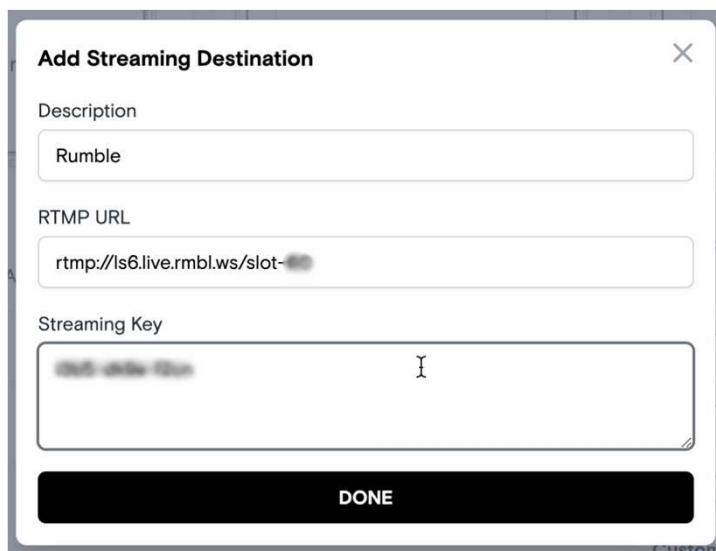 Add Streaming Destination
Description
Rumble
RTMP URL
rtmp://ls6.live.rmbl.ws/slot-
Streaming Key
DONE